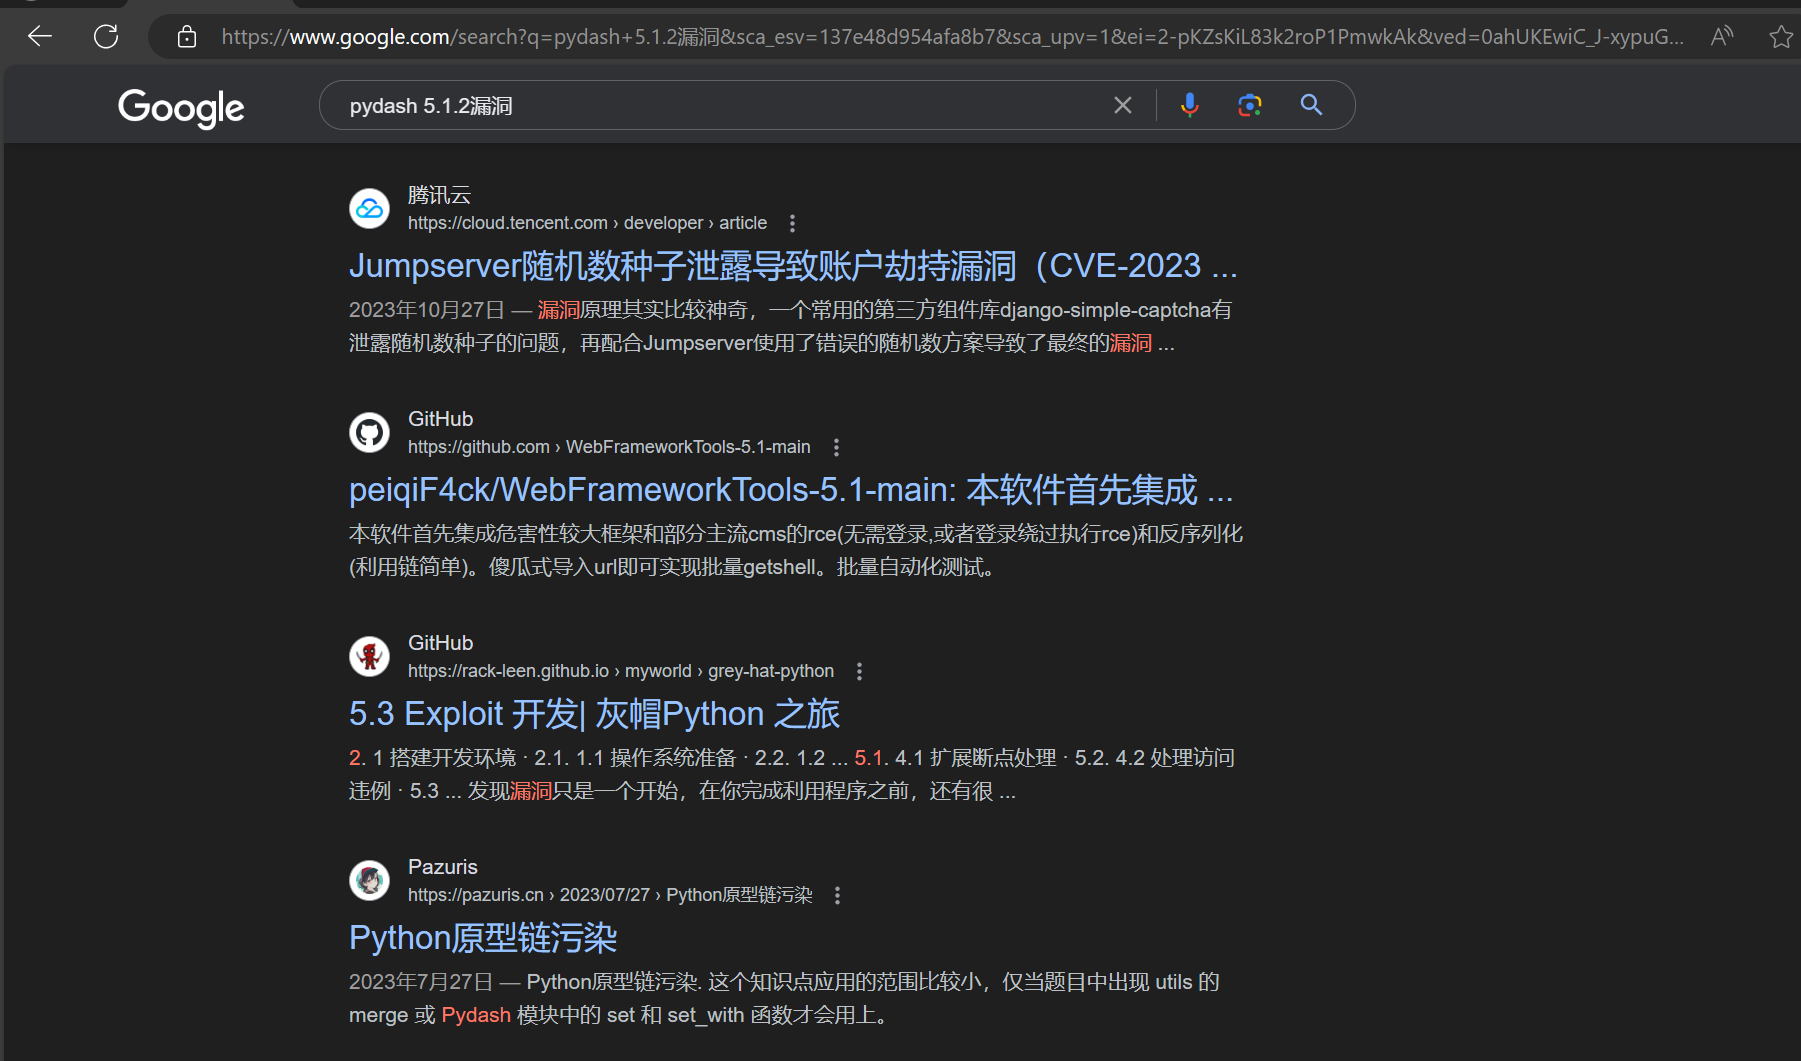 https://www.google.com/search?q=pydash+5.1.2漏洞&sca_esv=137e48d954afa8b7&sca_upv=1&ei=2-pKZsKiL83k2roP1PmwkAk&ved=0ahUKEwiC_J-xypuG...
Google
pydash 5.1.2漏洞
腾讯云
https://cloud.tencent.com › developer › article
Jumpserver随机数种子泄露导致账户劫持漏洞（CVE-2023 ...
2023年10月27日 — 漏洞原理其实比较神奇，一个常用的第三方组件库django-simple-captcha有
泄露随机数种子的问题，再配合Jumpserver使用了错误的随机数方案导致了最终的漏洞 ...
GitHub
https://github.com › WebFrameworkTools-5.1-main
peiqiF4ck/WebFrameworkTools-5.1-main: 本软件首先集成 ...
本软件首先集成危害性较大框架和部分主流cms的rce(无需登录,或者登录绕过执行rce)和反序列化
(利用链简单)。傻瓜式导入url即可实现批量getshell。批量自动化测试。
GitHub
https://rack-leen.github.io › myworld › grey-hat-python
5.3 Exploit 开发| 灰帽Python 之旅
2. 1 搭建开发环境 · 2.1. 1.1 操作系统准备 · 2.2. 1.2 ... 5.1. 4.1 扩展断点处理 · 5.2. 4.2 处理访问
违例 · 5.3 ... 发现漏洞只是一个开始，在你完成利用程序之前，还有很 ...
Pazuris
https://pazuris.cn › 2023/07/27 › Python原型链污染
Python原型链污染
2023年7月27日 — Python原型链污染. 这个知识点应用的范围比较小，仅当题目中出现 utils 的
merge 或 Pydash 模块中的 set 和 set_with 函数才会用上。